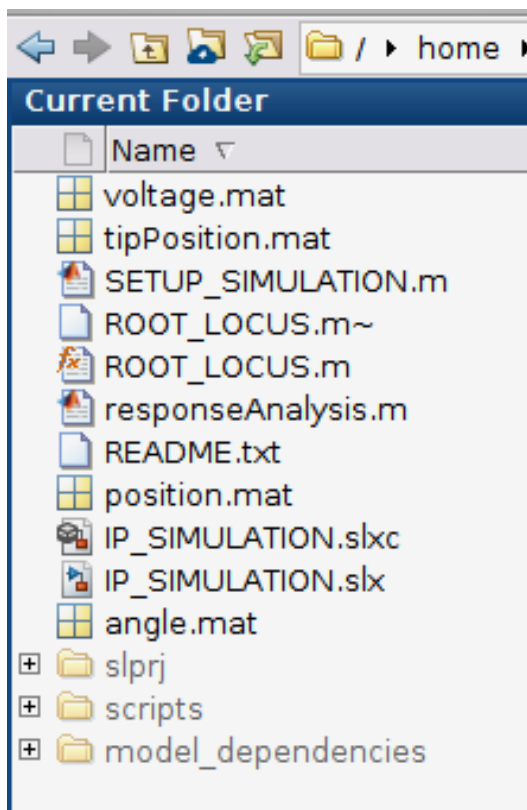 / home
Current Folder
Name
voltage.mat
tipPosition.mat
SETUP_SIMULATION.m
ROOT_LOCUS.m~
ROOT_LOCUS.m
responseAnalysis.m
README.txt
position.mat
IP_SIMULATION.slxc
IP_SIMULATION.slx
angle.mat
slprj
scripts
model_dependencies